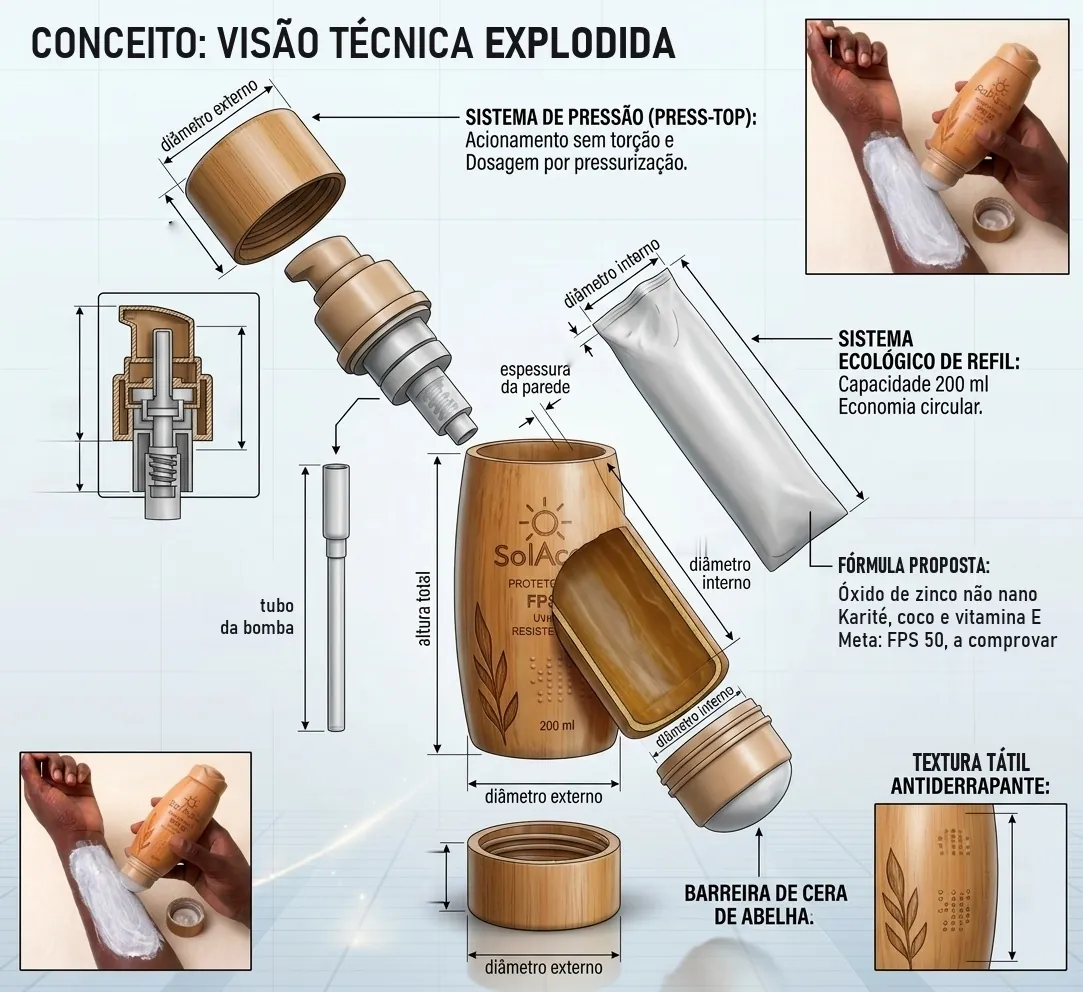 CONCEITO: VISÃO TÉCNICA EXPLODIDA
diâmetro externo
SISTEMA DE PRESSÃO (PRESS-TOP):
Acionamento sem torção e
Dosagem por pressurização.
diâmetro interno
SISTEMA
ECOLÓGICO DE REFIL:
Capacidade 200 ml
Economia circular.
espessura
da parede
SolAc
PROTETO
FPS
UVA
RESISTE
200 ml
altura total
diâmetro
interno
FÓRMULA PROPOSTA:
Óxido de zinco não nano
Karité, coco e vitamina E
Meta: FPS 50, a comprovar
tubo
da bomba
diâmetro interno
diâmetro externo
TEXTURA TÁTIL
ANTIDERRAPANTE:
BARREIRA DE CERA
DE ABELHA.
diâmetro externo